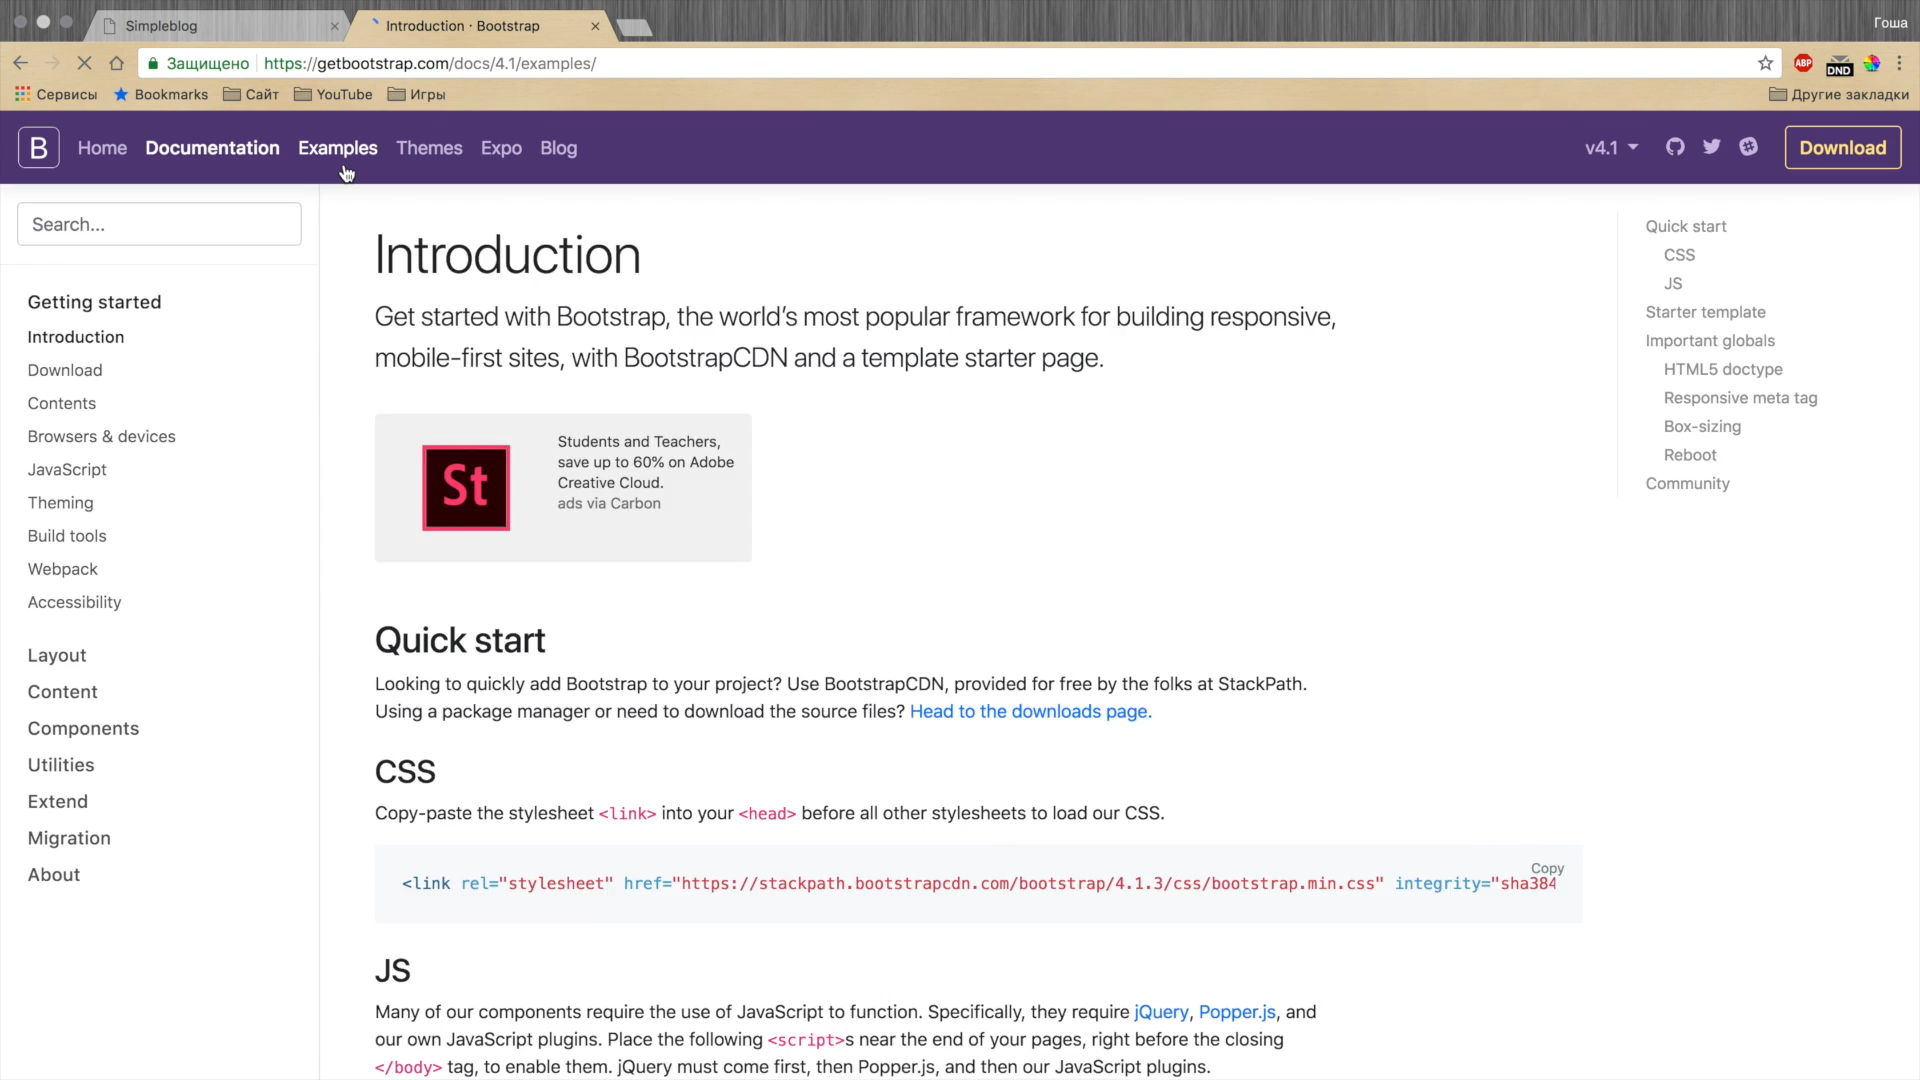 Simpleblog
Introduction · Bootstrap
Гоша
Защищено
https://getbootstrap.com/docs/4.1/examples/
ABP
DND
Сервисы
Bookmarks
Сайт
YouTube
Игры
Другие закладки
B
Home
Documentation
Examples
Themes
Expo
Blog
v4.1
Download
Search...
Getting started
Introduction
Download
Contents
Browsers & devices
JavaScript
Theming
Build tools
Webpack
Accessibility
Layout
Content
Components
Utilities
Extend
Migration
About
Introduction
Get started with Bootstrap, the world’s most popular framework for building responsive,
mobile-first sites, with BootstrapCDN and a template starter page.
St
Students and Teachers,
save up to 60% on Adobe
Creative Cloud.
ads via Carbon
Quick start
Looking to quickly add Bootstrap to your project? Use BootstrapCDN, provided for free by the folks at StackPath.
Using a package manager or need to download the source files? Head to the downloads page.
CSS
Copy-paste the stylesheet <link> into your <head> before all other stylesheets to load our CSS.
Copy
<link rel="stylesheet" href="https://stackpath.bootstrapcdn.com/bootstrap/4.1.3/css/bootstrap.min.css" integrity="sha384
JS
Many of our components require the use of JavaScript to function. Specifically, they require jQuery, Popper.js, and
our own JavaScript plugins. Place the following <script>s near the end of your pages, right before the closing
</body> tag, to enable them. jQuery must come first, then Popper.js, and then our JavaScript plugins.
Quick start
CSS
JS
Starter template
Important globals
HTML5 doctype
Responsive meta tag
Box-sizing
Reboot
Community